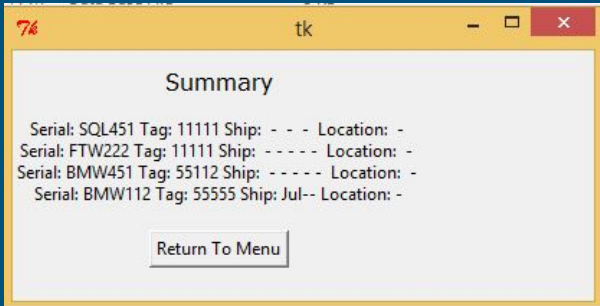 tk
Summary
Serial: SQL451 Tag: 11111 Ship: - - - Location: -
Serial: FTW222 Tag: 11111 Ship: - - - - - Location: -
Serial: BMW451 Tag: 55112 Ship: - - - - - Location: -
Serial: BMW112 Tag: 55555 Ship: Jul-- Location: -
Return To Menu